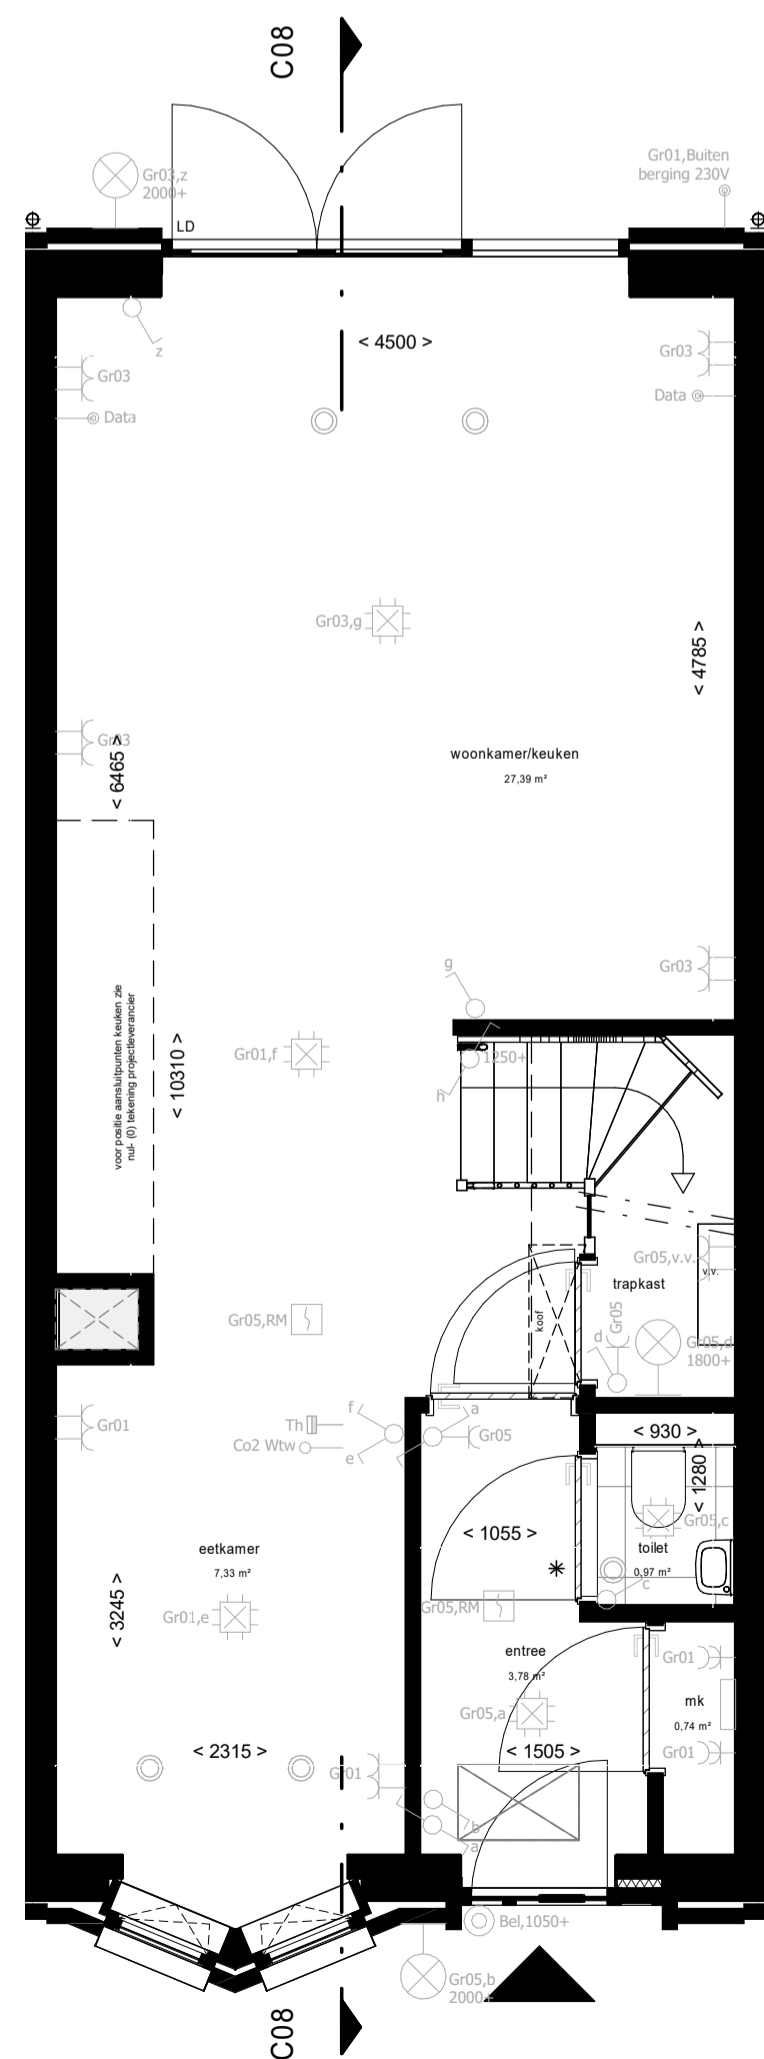 C08
Gr03,z
2000+
Gr01,Buiten
berging 230V
LD
z
< 4500 >
Gr03
Gr03
Data
Data
Gr03,g
< 4785 >
Gr03
< 6465 >
woonkamer/keuken
27,39 m²
voor positie aansluitpunten keuken zie
nul- (0) tekening projectleverancier
< 10310 >
g
Gr03
Gr01,f
1250+
h
Gr05,v.v.
v.v.
trapkast
koof
Gr05,RM
Gr05
d
Gr05,d
1800+
Gr01
Th
Co2 Wtw
f
e
a
Gr05
< 930 >
< 1280 >
Gr05,c
toilet
0,97 m²
c
< 1055 >
eetkamer
7,33 m²
< 3245 >
Gr01,e
Gr05,RM
entree
3,78 m²
Gr05,a
Gr01
mk
0,74 m²
Gr01
< 2315 >
< 1505 >
Gr01
b
a
Bel,1050+
Gr05,b
2000+
C08